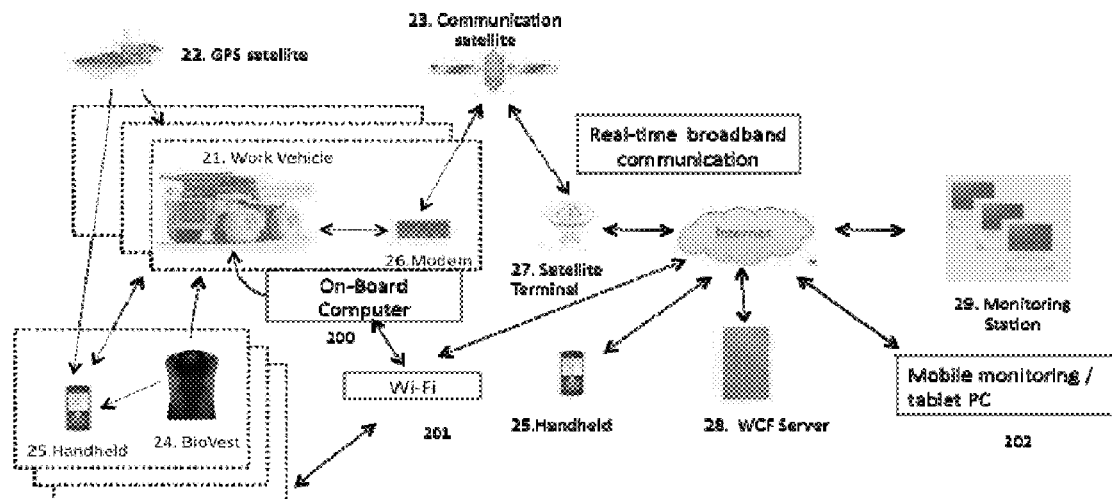 23. Communication
satellite
22. GPS satellite
Real-time broadband
communication
21. Work Vehicle
26. Modem
27. Satellite
Terminal
Internet
29. Monitoring
Station
On-Board
Computer
200
Wi-Fi
201
25.Handheld
24. BioVest
25.Handheld
28. WCF Server
Mobile monitoring /
tablet PC
202